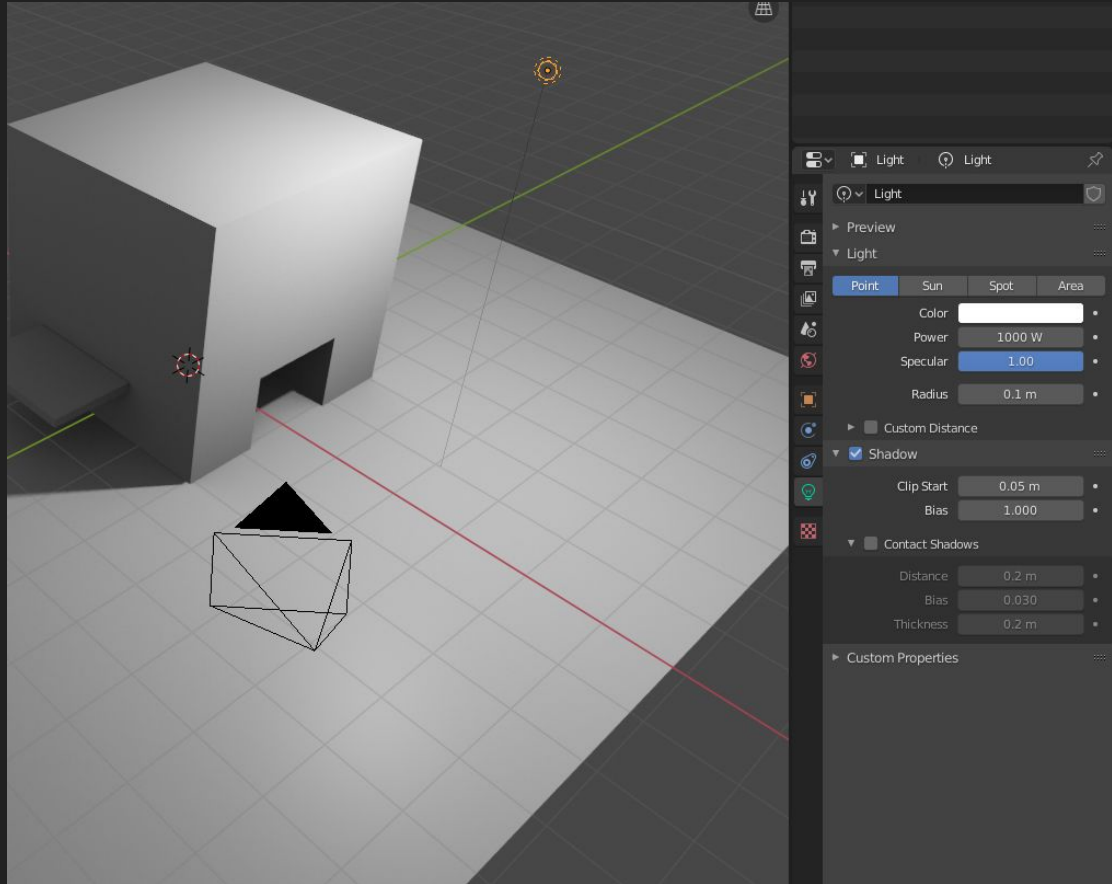 Light Light
Light
Preview
Light
Point Sun Spot Area
Color
Power 1000 W
Specular 1.00
Radius 0.1 m
Custom Distance
Shadow
Clip Start 0.05 m
Bias 1.000
Contact Shadows
Distance 0.2 m
Bias 0.030
Thickness 0.2 m
Custom Properties